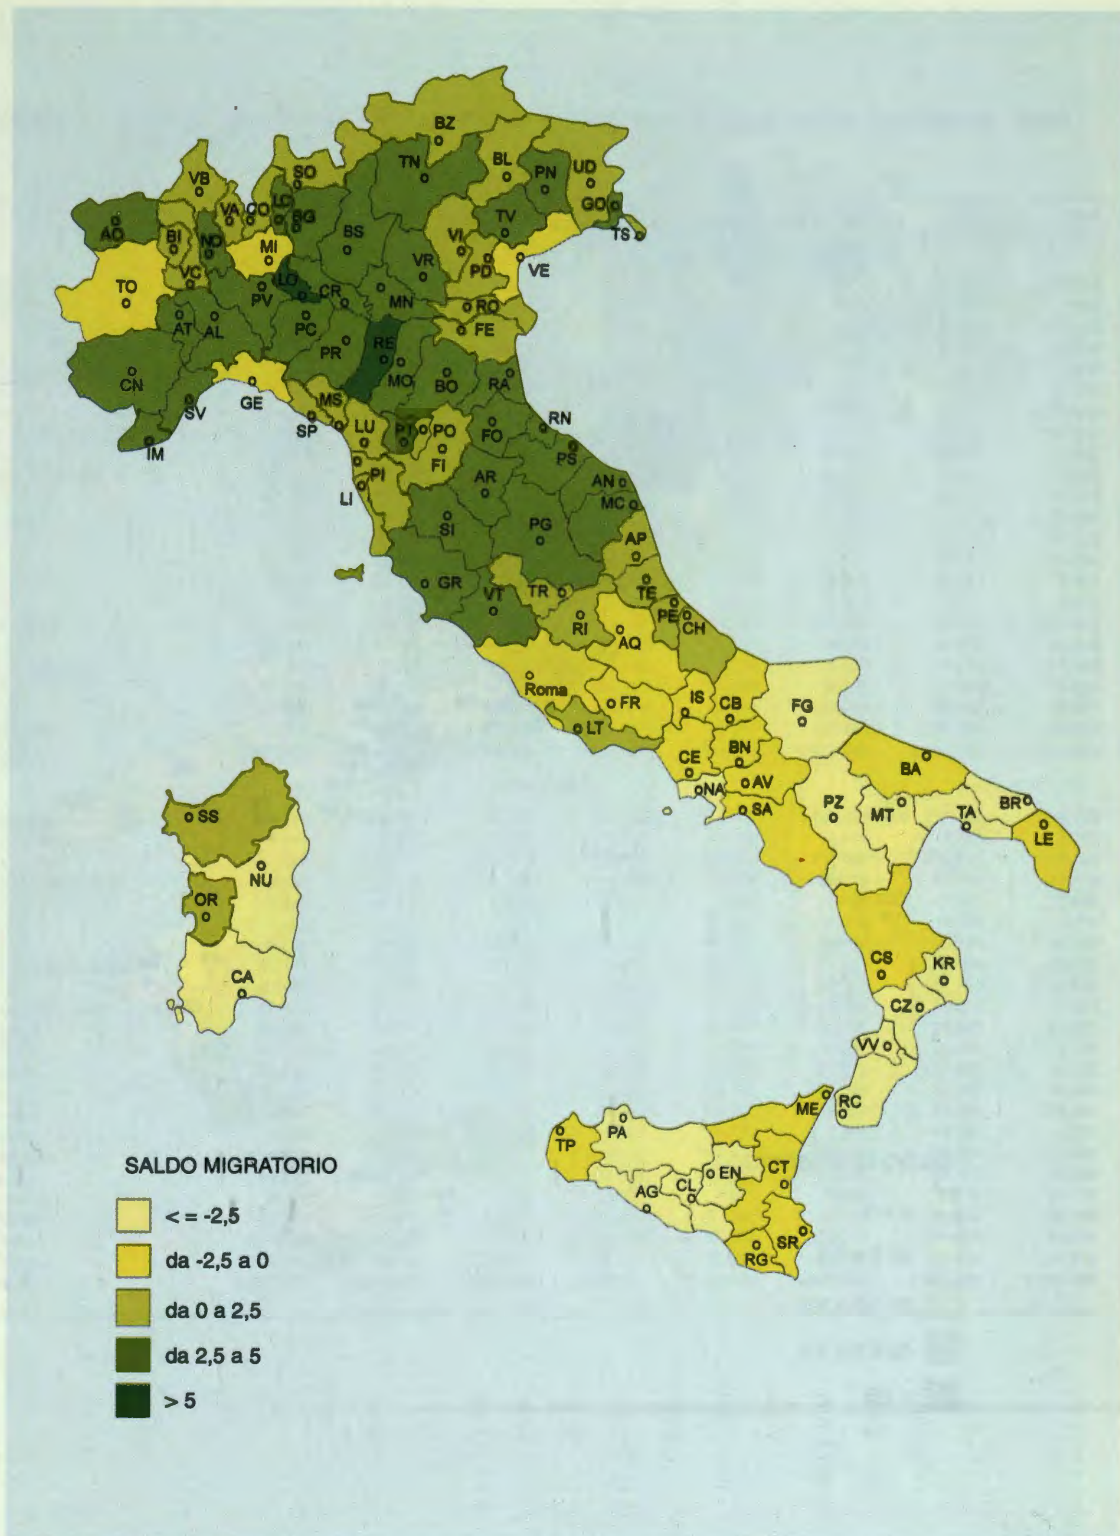 BZ
TN
BL
PN
UD
GO
TS
VB
SO
VA
CO
LC
BG
BS
TV
AO
BI
NO
MI
VI
VR
PD
VE
TO
VC
LO
PV
CR
MN
RO
AT
AL
PC
FE
PR
RE
MO
BO
RA
CN
SV
GE
MS
SP
LU
PT
PO
FO
RN
IM
FI
PS
PI
AR
AN
LI
MC
SI
PG
AP
GR
VT
TR
TE
PE
RI
CH
AQ
Roma
FR
IS
CB
FG
LT
CE
BN
BA
NA
AV
SA
PZ
MT
TA
BR
LE
SS
NU
OR
CA
CS
KR
CZ
VV
RC
ME
PA
TP
EN
CT
AG
CL
SR
RG
SALDO MIGRATORIO
< = -2,5
da -2,5 a 0
da 0 a 2,5
da 2,5 a 5
> 5